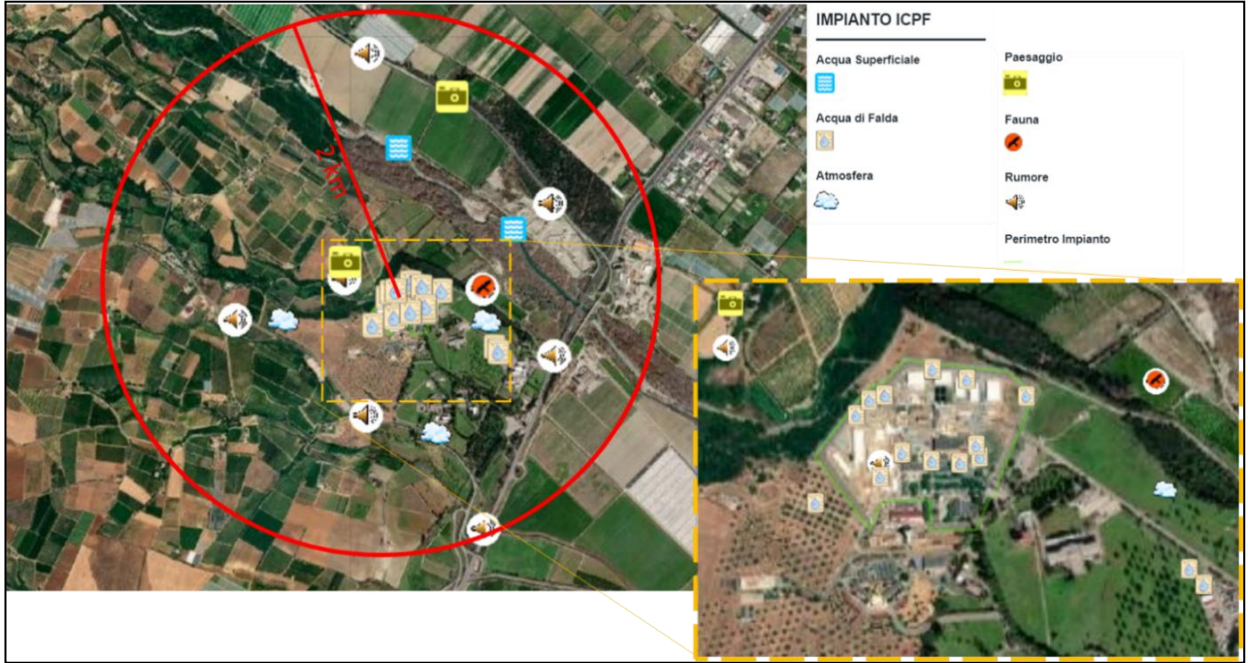 IMPIANTO ICPF
Acqua Superficiale
Acqua di Falda
Atmosfera
Paesaggio
Fauna
Rumore
Perimetro Impianto
2 km